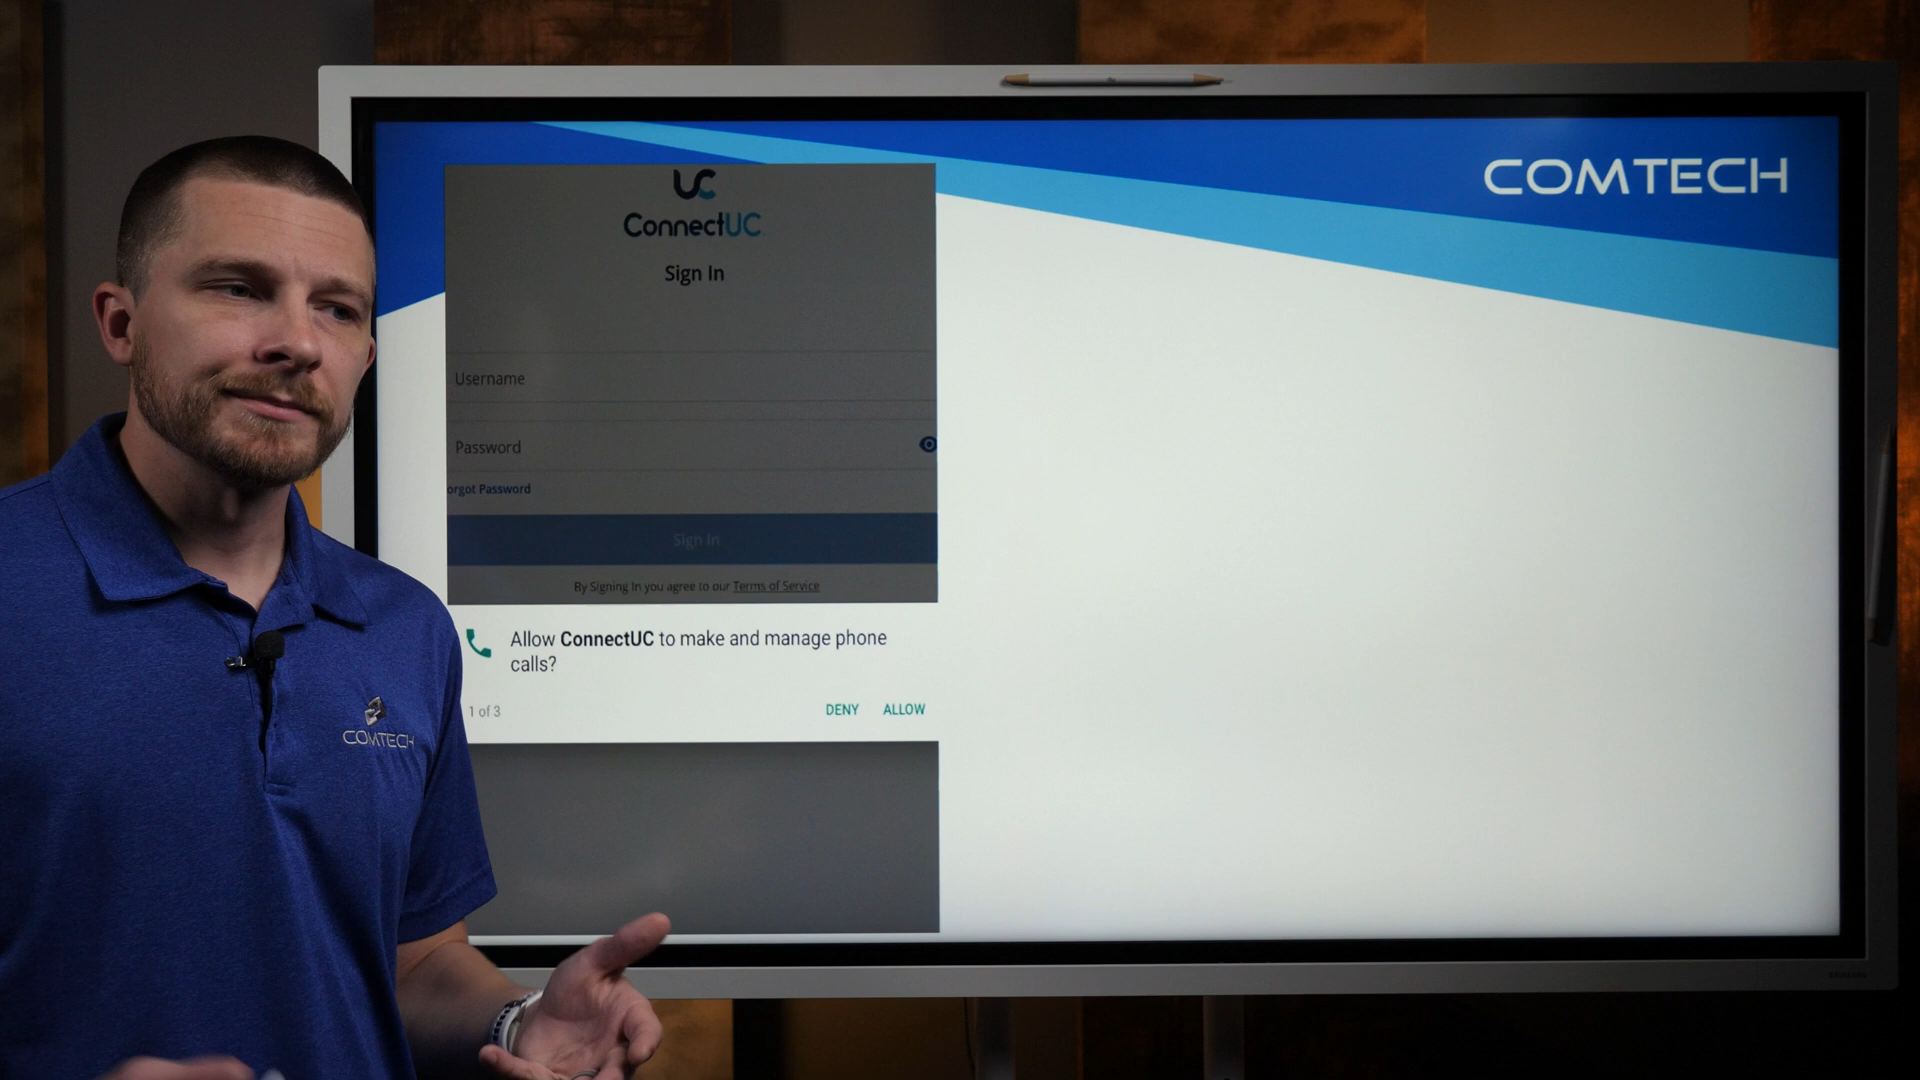 COMTECH
UC
ConnectUC
Sign In
Username
Password
orgot Password
Sign In
By Signing In you agree to our Terms of Service
Allow ConnectUC to make and manage phone
calls?
1 of 3
DENY ALLOW
COMTECH